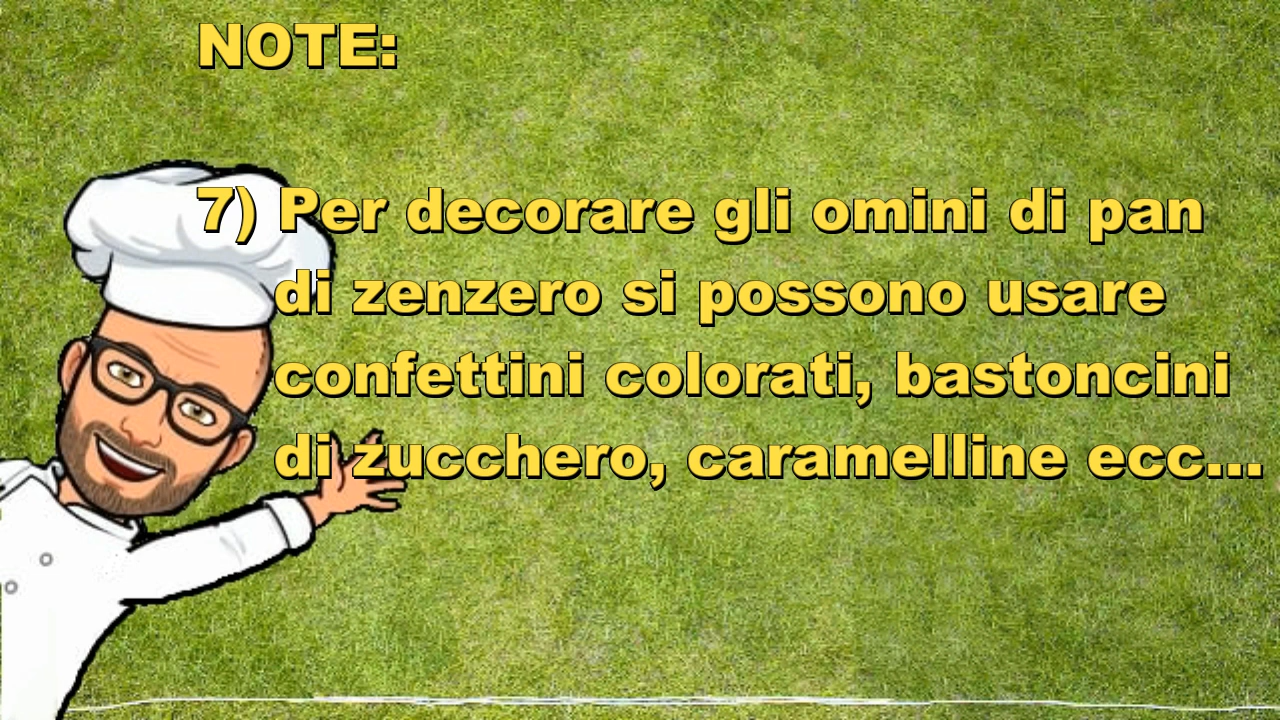 NOTE:
7) Per decorare gli omini di pan
di zenzero si possono usare
confettini colorati, bastoncini
di zucchero, caramelline ecc...